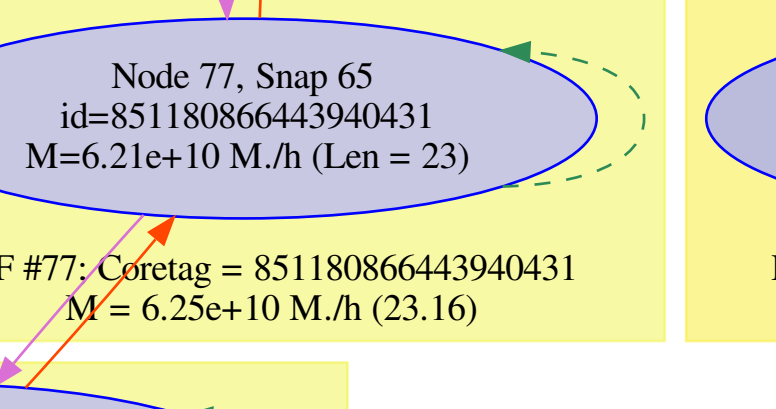 Node 77, Snap 65
id=851180866443940431
M=6.21e+10 M./h (Len = 23)
F #77: Coretag = 851180866443940431
M = 6.25e+10 M./h (23.16)